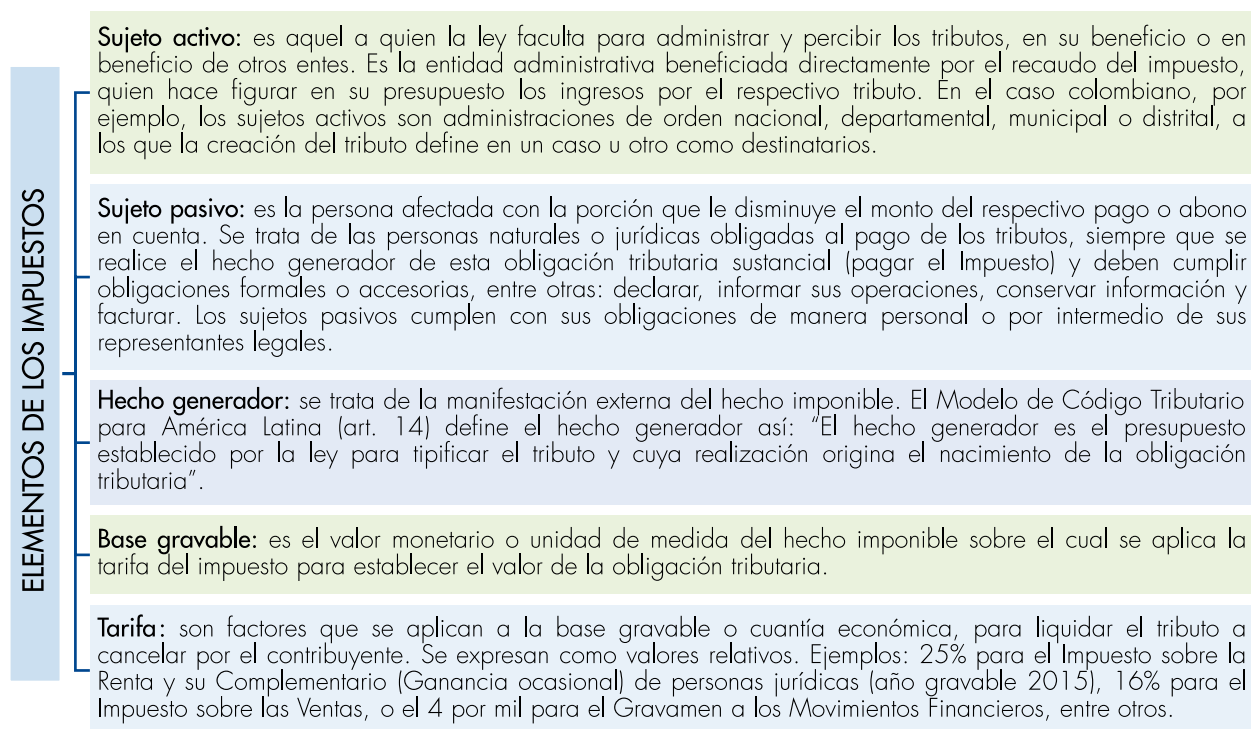 ELEMENTOS DE LOS IMPUESTOS
Sujeto activo: es aquel a quien la ley faculta para administrar y percibir los tributos, en su beneficio o en
beneficio de otros entes. Es la entidad administrativa beneficiada directamente por el recaudo del impuesto,
quien hace figurar en su presupuesto los ingresos por el respectivo tributo. En el caso colombiano, por
ejemplo, los sujetos activos son administraciones de orden nacional, departamental, municipal o distrital, a
los que la creación del tributo define en un caso u otro como destinatarios.
Sujeto pasivo: es la persona afectada con la porción que le disminuye el monto del respectivo pago o abono
en cuenta. Se trata de las personas naturales o jurídicas obligadas al pago de los tributos, siempre que se
realice el hecho generador de esta obligación tributaria sustancial (pagar el Impuesto) y deben cumplir
obligaciones formales o accesorias, entre otras: declarar, informar sus operaciones, conservar información y
facturar. Los sujetos pasivos cumplen con sus obligaciones de manera personal o por intermedio de sus
representantes legales.
Hecho generador: se trata de la manifestación externa del hecho imponible. El Modelo de Código Tributario
para América Latina (art. 14) define el hecho generador así: “El hecho generador es el presupuesto
establecido por la ley para tipificar el tributo y cuya realización origina el nacimiento de la obligación
tributaria”.
Base gravable: es el valor monetario o unidad de medida del hecho imponible sobre el cual se aplica la
tarifa del impuesto para establecer el valor de la obligación tributaria.
Tarifa: son factores que se aplican a la base gravable o cuantía económica, para liquidar el tributo a
cancelar por el contribuyente. Se expresan como valores relativos. Ejemplos: 25% para el Impuesto sobre la
Renta y su Complementario (Ganancia ocasional) de personas jurídicas (año gravable 2015), 16% para el
Impuesto sobre las Ventas, o el 4 por mil para el Gravamen a los Movimientos Financieros, entre otros.